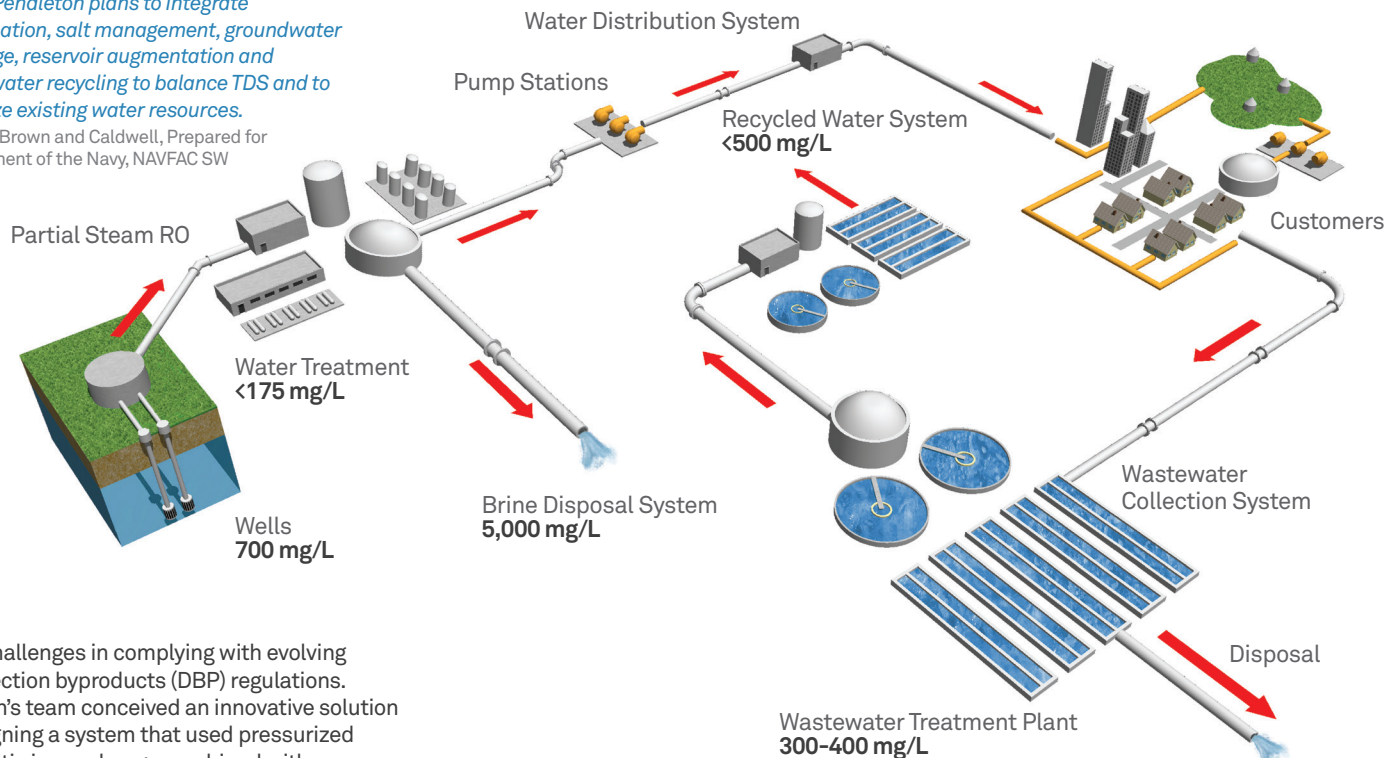 Pendleton plans to integrate
ation, salt management, groundwater
ge, reservoir augmentation and
water recycling to balance TDS and to
ze existing water resources.
Brown and Caldwell, Prepared for
ment of the Navy, NAVFAC SW
Water Distribution System
Pump Stations
Recycled Water System
<500 mg/L
Customers
Partial Steam RO
Water Treatment
<175 mg/L
Wells
700 mg/L
Brine Disposal System
5,000 mg/L
Wastewater
Collection System
Disposal
Wastewater Treatment Plant
300-400 mg/L
hallenges in complying with evolving
ection byproducts (DBP) regulations.
n's team conceived an innovative solution
gning a system that used pressurized